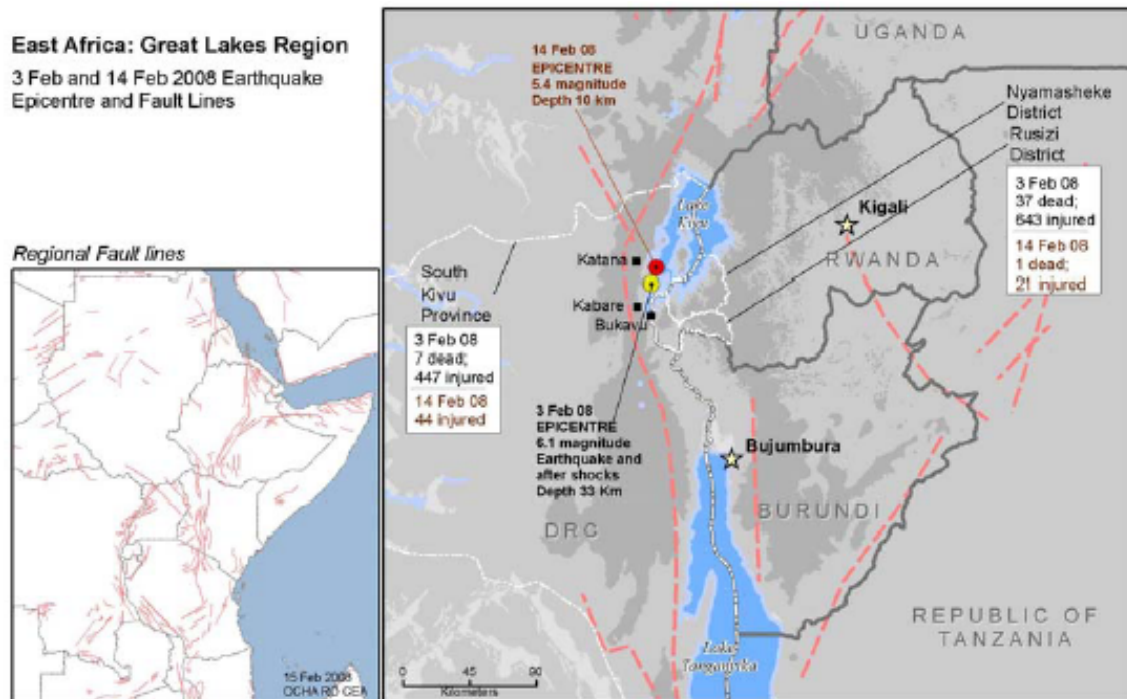 East Africa: Great Lakes Region
3 Feb and 14 Feb 2008 Earthquake
Epicentre and Fault Lines
Regional Fault lines
15 Feb 2008
OCHA RO CEA
14 Feb 08
EPICENTRE
5.4 magnitude
Depth 10 km
UGANDA
Nyamasheke
District
Rusizi
District
3 Feb 08
37 dead;
643 injured
14 Feb 08
1 dead;
21 injured
Lake
Kivu
Kigali
RWANDA
Katana
Kabare
Bukavu
South
Kivu
Province
3 Feb 08
7 dead;
447 injured
14 Feb 08
44 injured
3 Feb 08
EPICENTRE
6.1 magnitude
Earthquake and
after shocks
Depth 33 Km
Bujumbura
BURUNDI
DRC
REPUBLIC OF
TANZANIA
Lake
Tanganyika
0 45 90
Kilometers